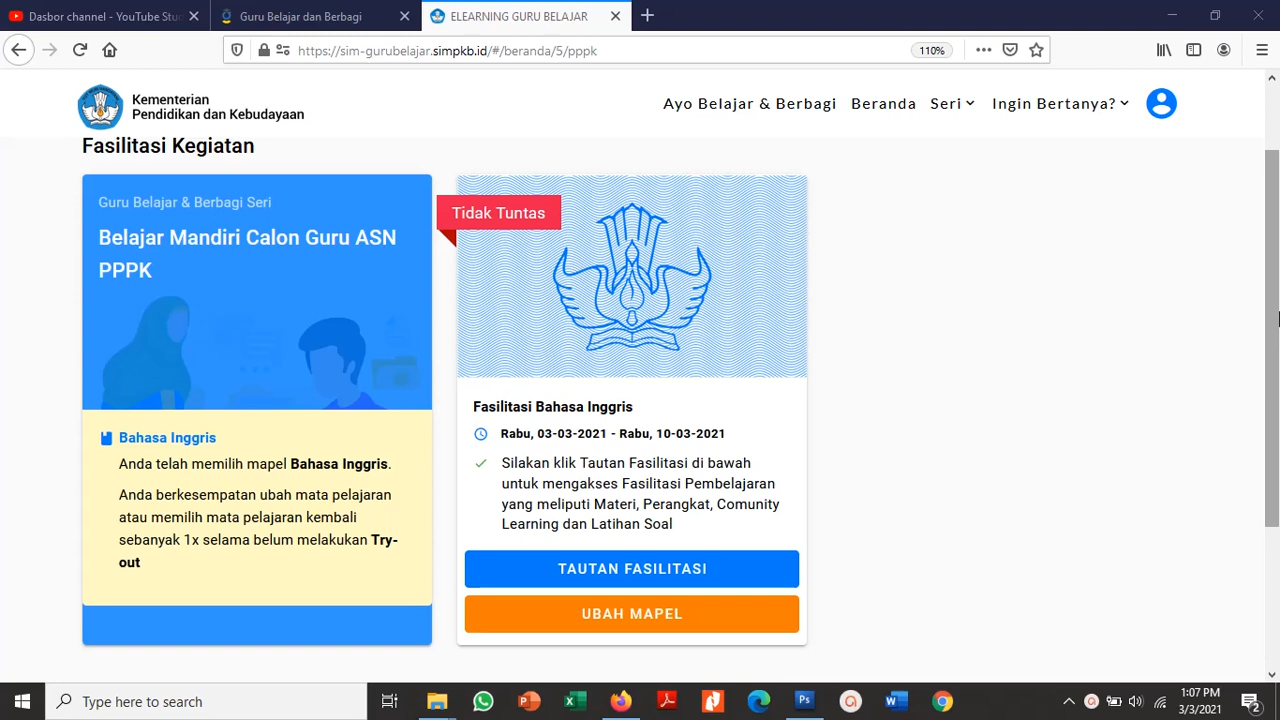 Dasbor channel - YouTube Stu
Guru Belajar dan Berbagi
ELEARNING GURU BELAJAR
https://sim-gurubelajar.simpkb.id/#/beranda/5/pppk
110%
Kementerian
Pendidikan dan Kebudayaan
Ayo Belajar & Berbagi Beranda Seri Ingin Bertanya?
Fasilitasi Kegiatan
Guru Belajar & Berbagi Seri
Belajar Mandiri Calon Guru ASN
PPPK
Bahasa Inggris
Anda telah memilih mapel Bahasa Inggris.
Anda berkesempatan ubah mata pelajaran
atau memilih mata pelajaran kembali
sebanyak 1x selama belum melakukan Try-
out
Tidak Tuntas
Fasilitasi Bahasa Inggris
Rabu, 03-03-2021 - Rabu, 10-03-2021
Silakan klik Tautan Fasilitasi di bawah
untuk mengakses Fasilitasi Pembelajaran
yang meliputi Materi, Perangkat, Comunity
Learning dan Latihan Soal
TAUTAN FASILITASI
UBAH MAPEL
Type here to search
1:07 PM
3/3/2021
2